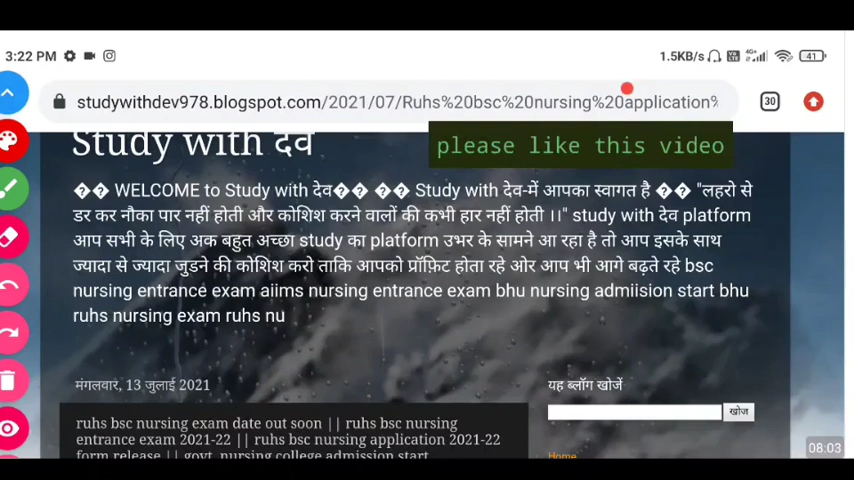 3:22 PM
1.5KB/s
4G+
41
studywithdev978.blogspot.com/2021/07/Ruhs%20bsc%20nursing%20application%
30
Study with देव
please like this video
�� WELCOME to Study with देव�� �� Study with देव-में आपका स्वागत है �� "लहरो से
डर कर नौका पार नहीं होती और कोशिश करने वालों की कभी हार नहीं होती ।।" study with देव platform
आप सभी के लिए अक बहुत अच्छा study का platform उभर के सामने आ रहा है तो आप इसके साथ
ज्यादा से ज्यादा जुडने की कोशिश करो ताकि आपको प्रॉफ़िट होता रहे ओर आप भी आगे बढ़ते रहे bsc
nursing entrance exam aiims nursing entrance exam bhu nursing admiision start bhu
ruhs nursing exam ruhs nu
मंगलवार, 13 जुलाई 2021
यह ब्लॉग खोजें
खोज
ruhs bsc nursing exam date out soon || ruhs bsc nursing
entrance exam 2021-22 || ruhs bsc nursing application 2021-22
form release || govt. nursing college admission start
Home
08:03